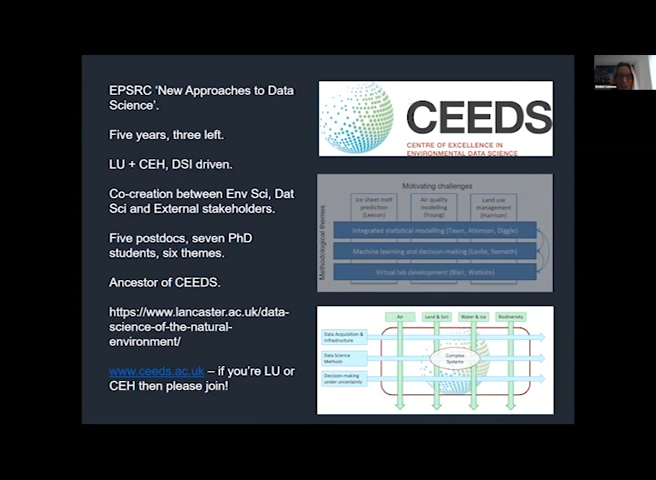 EPSRC 'New Approaches to Data
Science'.
Five years, three left.
LU + CEH, DSI driven.
Co-creation between Env Sci, Dat
Sci and External stakeholders.
Five postdocs, seven PhD
students, six themes.
Ancestor of CEEDS.
https://www.lancaster.ac.uk/data-
science-of-the-natural-
environment/
www.ceeds.ac.uk – if you're LU or
CEH then please join!
CEEDS
CENTRE OF EXCELLENCE IN
ENVIRONMENTAL DATA SCIENCE
Motivating challenges
Methodological themes
Ice sheet melt
prediction
(Leeson)
Air quality
modelling
(Young)
Land use
management
(Harrison)
Integrated statistical modelling (Tawn, Atkinson, Diggle)
Machine learning and decision-making (Leslie, Nemeth)
Virtual lab development (Blair, Watkins)
Air
Land & Soil
Water & Ice
Biodiversity
Data Acquisition &
Infrastructure
Data Science
Methods
Decision-making
under uncertainty
Complex
Systems